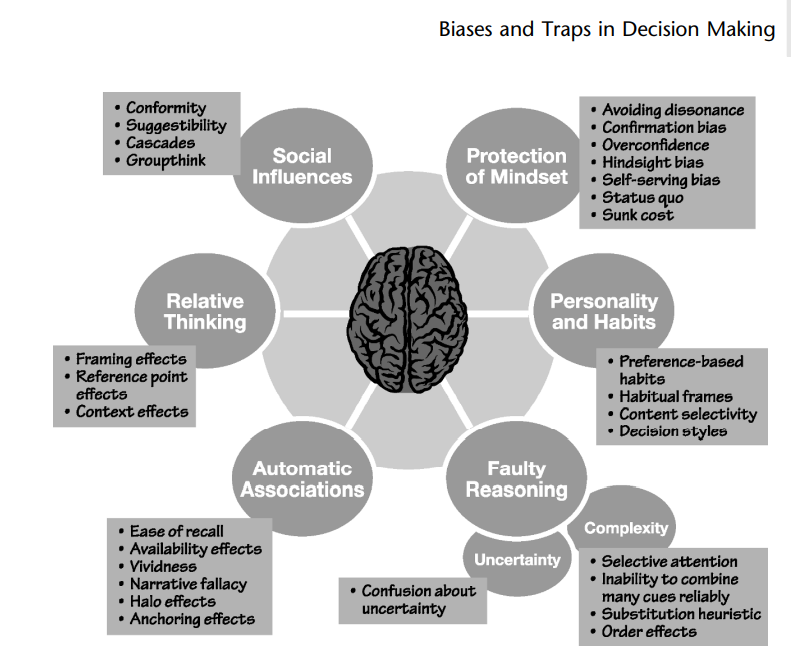 Biases and Traps in Decision Making
• Conformity
• Suggestibility
• Cascades
• Groupthink
Social
Influences
Protection
of Mindset
• Avoiding dissonance
• Confirmation bias
• Overconfidence
• Hindsight bias
• Self-serving bias
• Status quo
• Sunk cost
Relative
Thinking
• Framing effects
• Reference point
effects
• Context effects
Personality
and Habits
• Preference-based
habits
• Habitual frames
• Content selectivity
• Decision styles
Automatic
Associations
• Ease of recall
• Availability effects
• Vividness
• Narrative fallacy
• Halo effects
• Anchoring effects
Faulty
Reasoning
Uncertainty
• Confusion about
uncertainty
Complexity
• Selective attention
• Inability to combine
many cues reliably
• Substitution heuristic
• Order effects